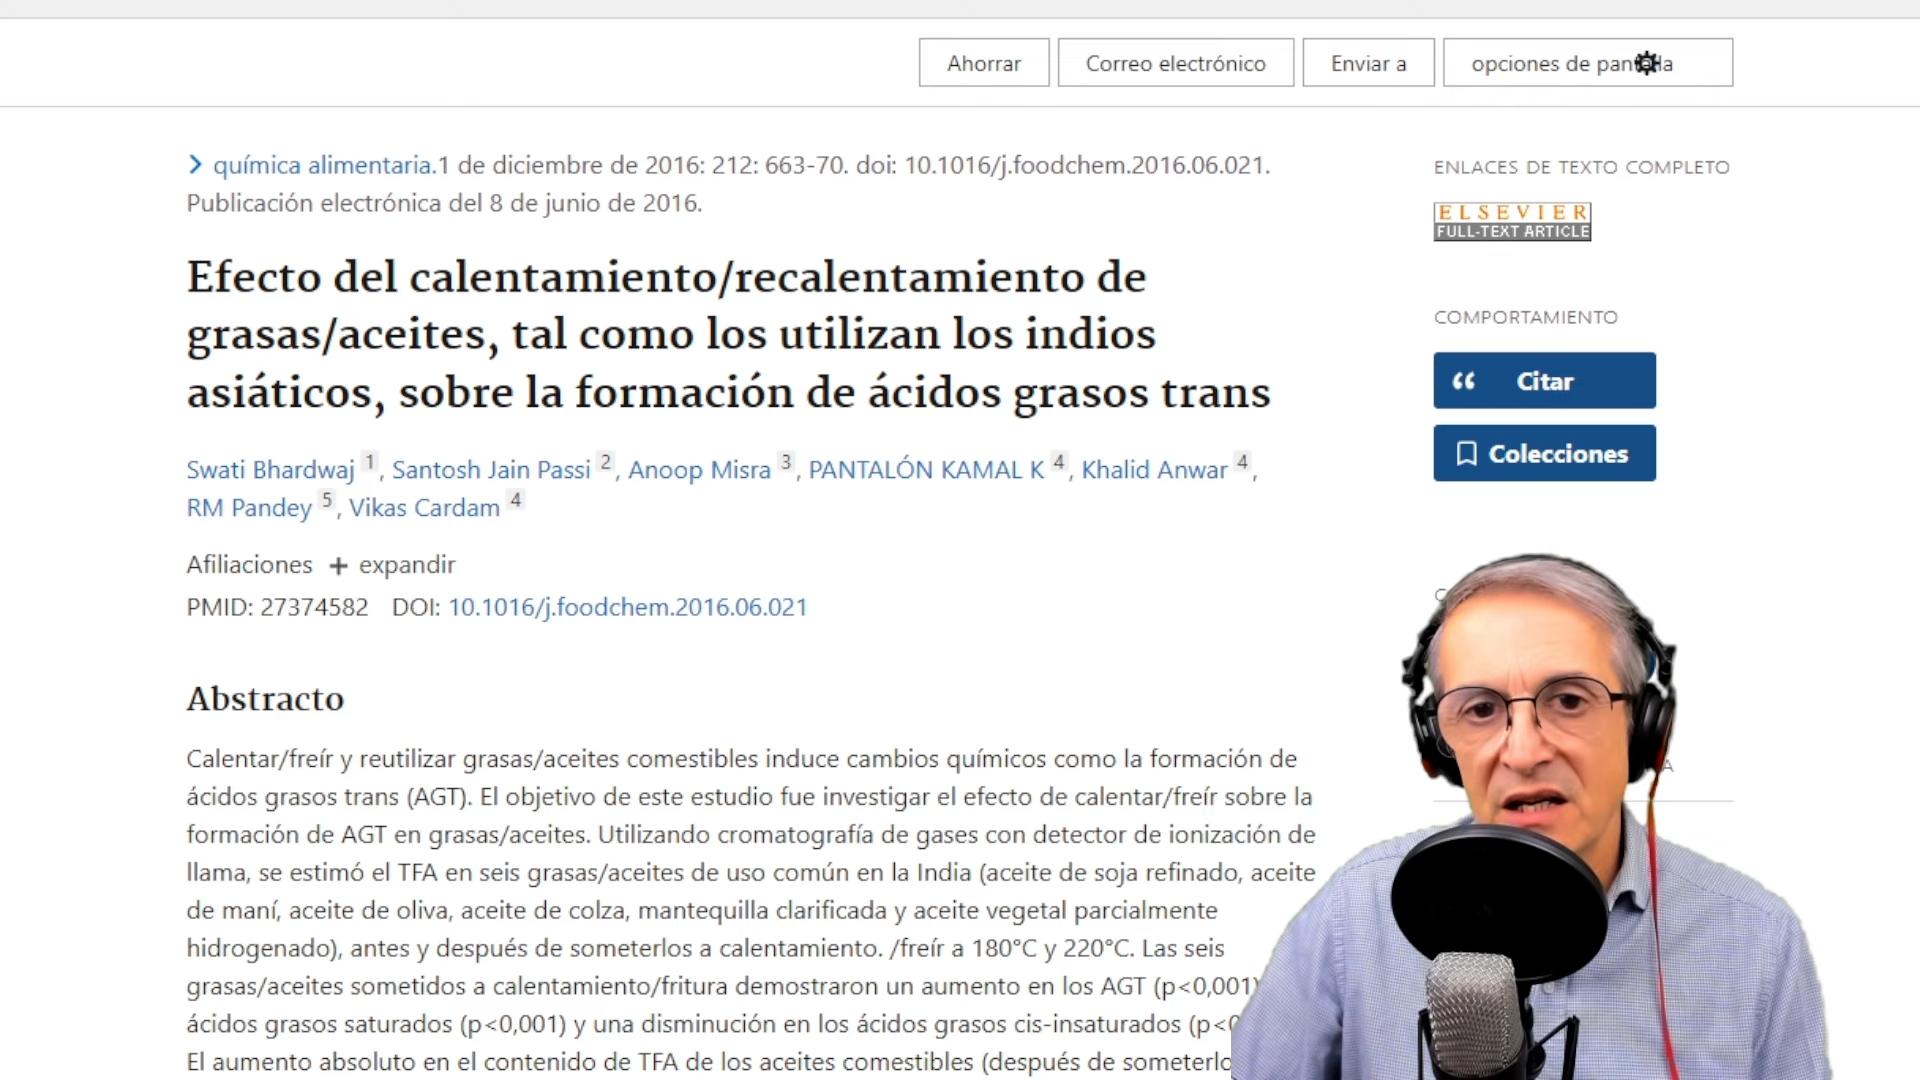 Ahorrar
Correo electrónico
Enviar a
opciones de pantalla
química alimentaria.1 de diciembre de 2016: 212: 663-70. doi: 10.1016/j.foodchem.2016.06.021.
Publicación electrónica del 8 de junio de 2016.
Efecto del calentamiento/recalentamiento de
grasas/aceites, tal como los utilizan los indios
asiáticos, sobre la formación de ácidos grasos trans
Swati Bhardwaj 1, Santosh Jain Passi 2, Anoop Misra 3, PANTALÓN KAMAL K 4, Khalid Anwar 4,
RM Pandey 5, Vikas Cardam 4
Afiliaciones + expandir
PMID: 27374582 DOI: 10.1016/j.foodchem.2016.06.021
Abstracto
Calentar/freír y reutilizar grasas/aceites comestibles induce cambios químicos como la formación de
ácidos grasos trans (AGT). El objetivo de este estudio fue investigar el efecto de calentar/freír sobre la
formación de AGT en grasas/aceites. Utilizando cromatografía de gases con detector de ionización de
llama, se estimó el TFA en seis grasas/aceites de uso común en la India (aceite de soja refinado, aceite
de maní, aceite de oliva, aceite de colza, mantequilla clarificada y aceite vegetal parcialmente
hidrogenado), antes y después de someterlos a calentamiento. /freír a 180°C y 220°C. Las seis
grasas/aceites sometidos a calentamiento/fritura demostraron un aumento en los AGT (p<0,001)
ácidos grasos saturados (p<0,001) y una disminución en los ácidos grasos cis-insaturados (p<0
El aumento absoluto en el contenido de TFA de los aceites comestibles (después de
ENLACES DE TEXTO COMPLETO
ELSEVIER
FULL-TEXT ARTICLE
COMPORTAMIENTO
Citar
Colecciones